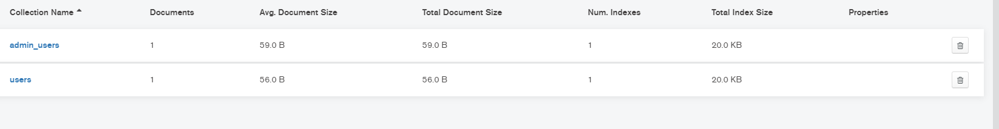 Collection Name Documents Avg. Document Size Total Document Size Num. Indexes Total Index Size Properties
admin_users 1 59.0 B 59.0 B 1 20.0 KB
users 1 56.0 B 56.0 B 1 20.0 KB